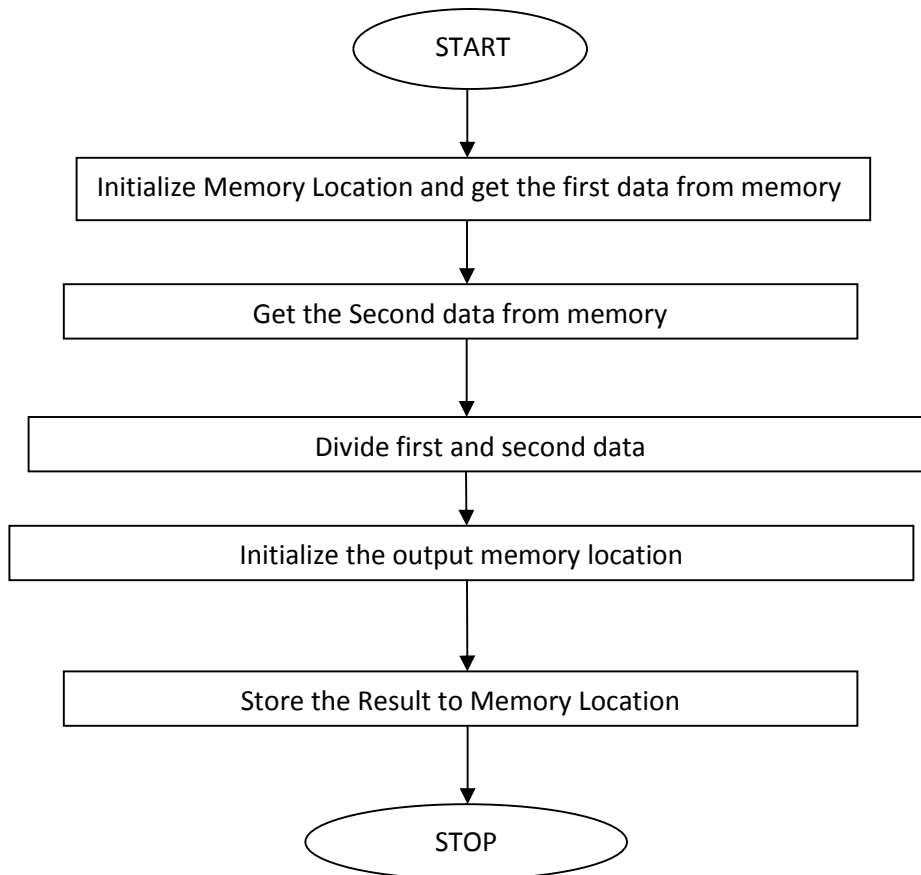 START
Initialize Memory Location and get the first data from memory
Get the Second data from memory
Divide first and second data
Initialize the output memory location
Store the Result to Memory Location
STOP